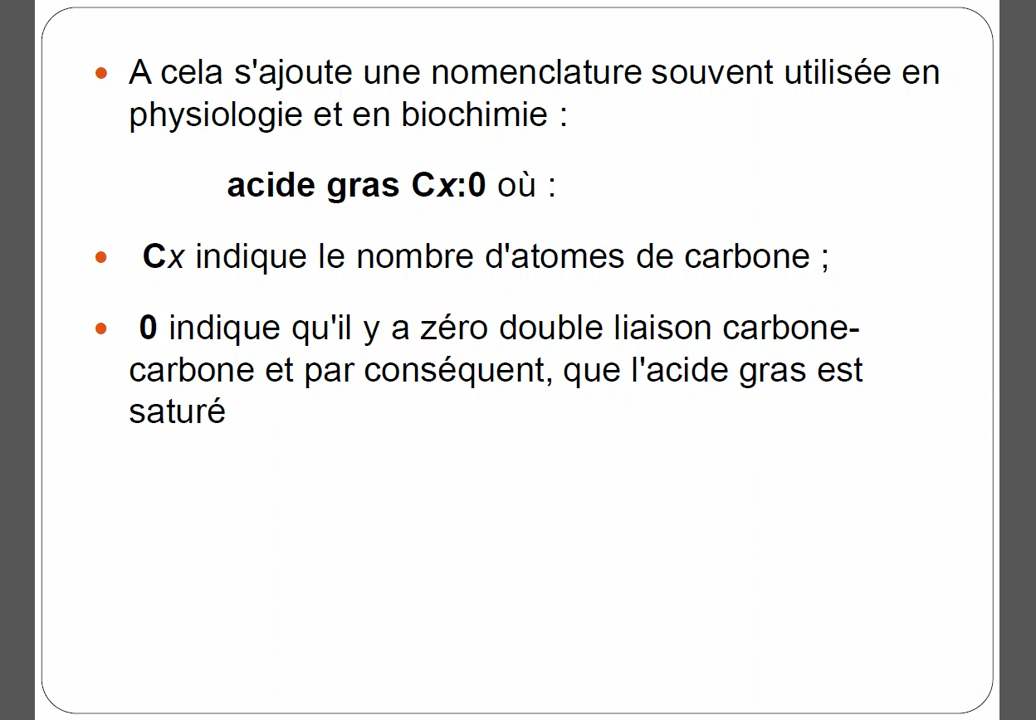 • A cela s'ajoute une nomenclature souvent utilisée en
physiologie et en biochimie :
acide gras Cx:0 où :
• Cx indique le nombre d'atomes de carbone ;
• 0 indique qu'il y a zéro double liaison carbone-
carbone et par conséquent, que l'acide gras est
saturé